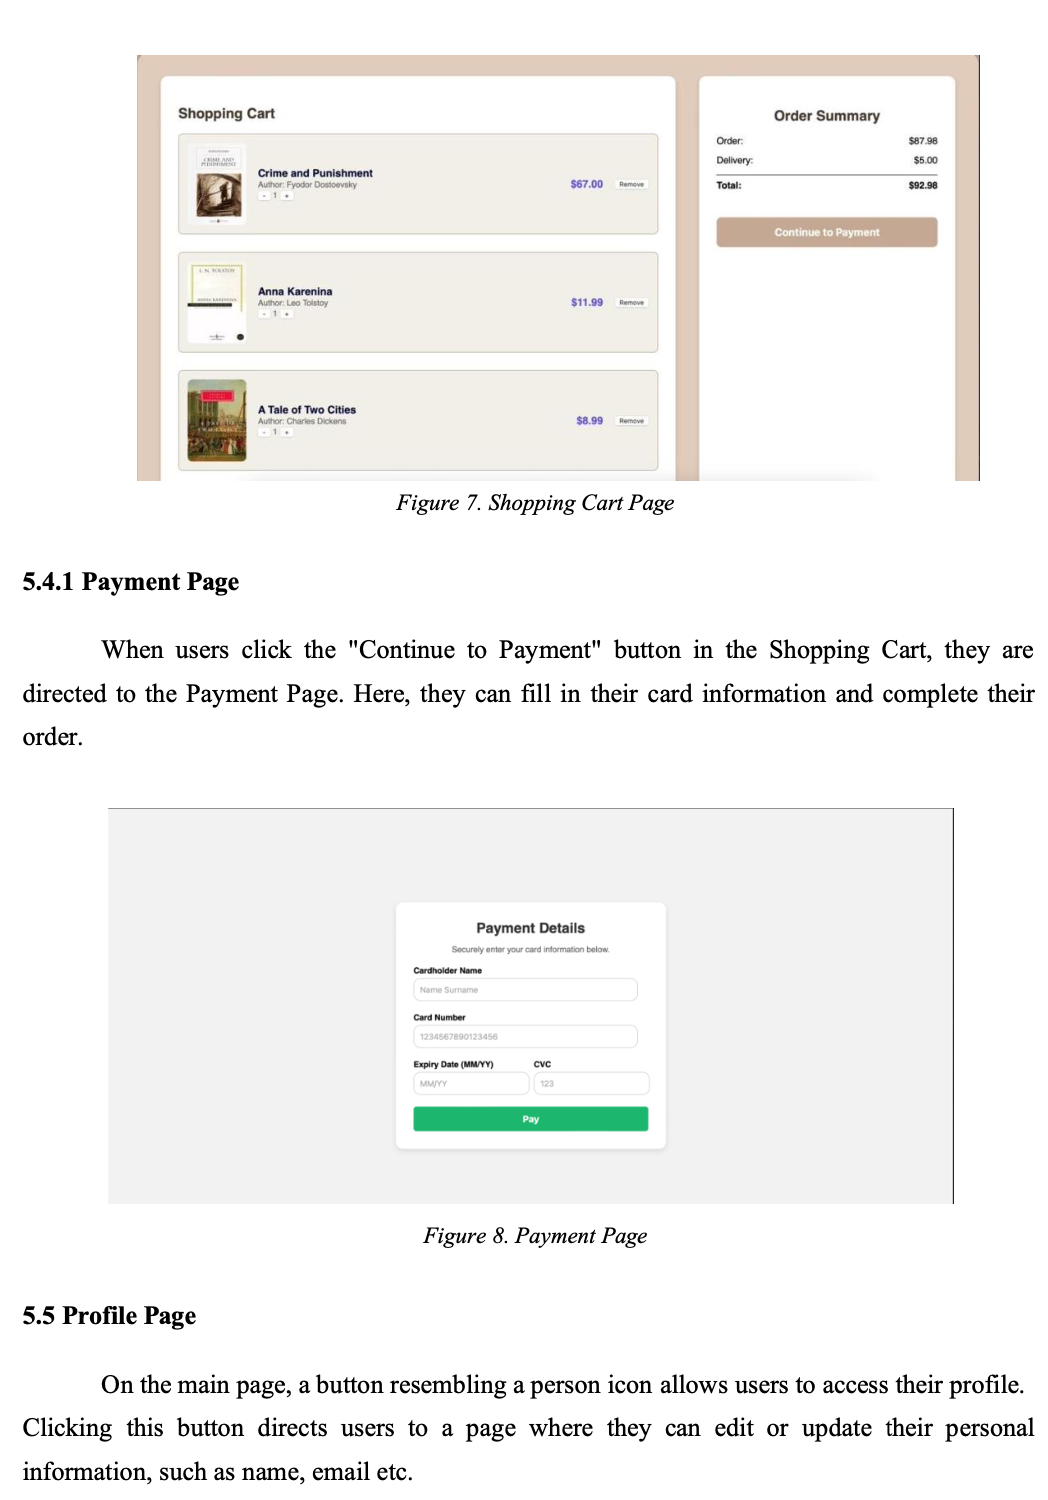 Shopping Cart
CRIME AND
PUNISHMENT
Crime and Punishment
Author: Fyodor Dostoevsky
- 1 +
$67.00
Remove
L. N. TOLSTOY
ANNA KARENINA
Anna Karenina
Author: Leo Tolstoy
- 1 +
$11.99
Remove
A Tale of Two Cities
Author: Charles Dickens
- 1 +
$8.99
Remove
Order Summary
Order: $87.98
Delivery: $5.00
Total: $92.98
Continue to Payment
Figure 7. Shopping Cart Page
5.4.1 Payment Page
When users click the "Continue to Payment" button in the Shopping Cart, they are
directed to the Payment Page. Here, they can fill in their card information and complete their
order.
Payment Details
Securely enter your card information below.
Cardholder Name
Name Surname
Card Number
1234567890123456
Expiry Date (MM/YY) CVC
MM/YY 123
Pay
Figure 8. Payment Page
5.5 Profile Page
On the main page, a button resembling a person icon allows users to access their profile.
Clicking this button directs users to a page where they can edit or update their personal
information, such as name, email etc.